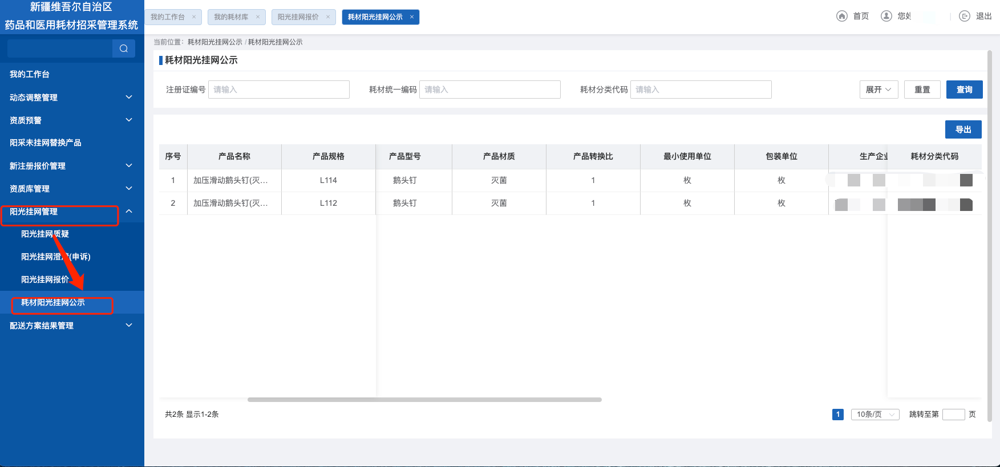 新疆维吾尔自治区
药品和医用耗材招采管理系统
我的工作台 ×
我的耗材库 ×
阳光挂网报价 ×
耗材阳光挂网公示 ×
首页
您好
退出
当前位置： 耗材阳光挂网公示 / 耗材阳光挂网公示
我的工作台
动态调整管理
资质预警
阳采未挂网替换产品
新注册报价管理
资质库管理
阳光挂网管理
阳光挂网质疑
阳光挂网澄清(申诉)
阳光挂网报价
耗材阳光挂网公示
配送方案结果管理
耗材阳光挂网公示
注册证编号 请输入 耗材统一编码 请输入 耗材分类代码 请输入 展开 重置 查询
导出
序号 产品名称 产品规格 产品型号 产品材质 产品转换比 最小使用单位 包装单位 生产企业 耗材分类代码
1 加压滑动鹅头钉(灭… L114 鹅头钉 灭菌 1 枚 枚
2 加压滑动鹅头钉(灭… L112 鹅头钉 灭菌 1 枚 枚
共2条 显示1-2条
1 10条/页 跳转至第 页